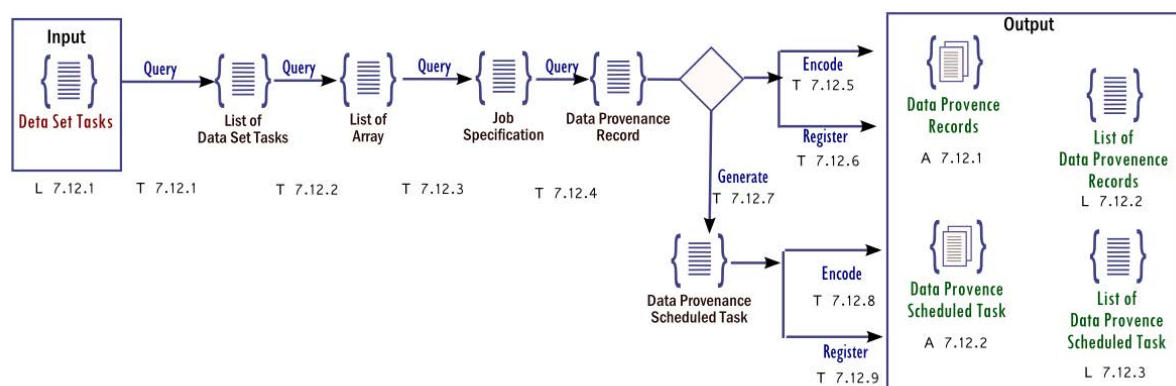 Input
Deta Set Tasks
L 7.12.1
Query
T 7.12.1
List of
Data Set Tasks
Query
T 7.12.2
List of
Array
Query
T 7.12.3
Job
Specification
Query
T 7.12.4
Data Provenance
Record
Encode
T 7.12.5
Register
T 7.12.6
Generate
T 7.12.7
Data Provenance
Scheduled Task
Encode
T 7.12.8
Register
T 7.12.9
Output
Data Provence
Records
A 7.12.1
List of
Data Provenence
Records
L 7.12.2
Data Provence
Scheduled Task
A 7.12.2
List of
Data Provence
Scheduled Task
L 7.12.3